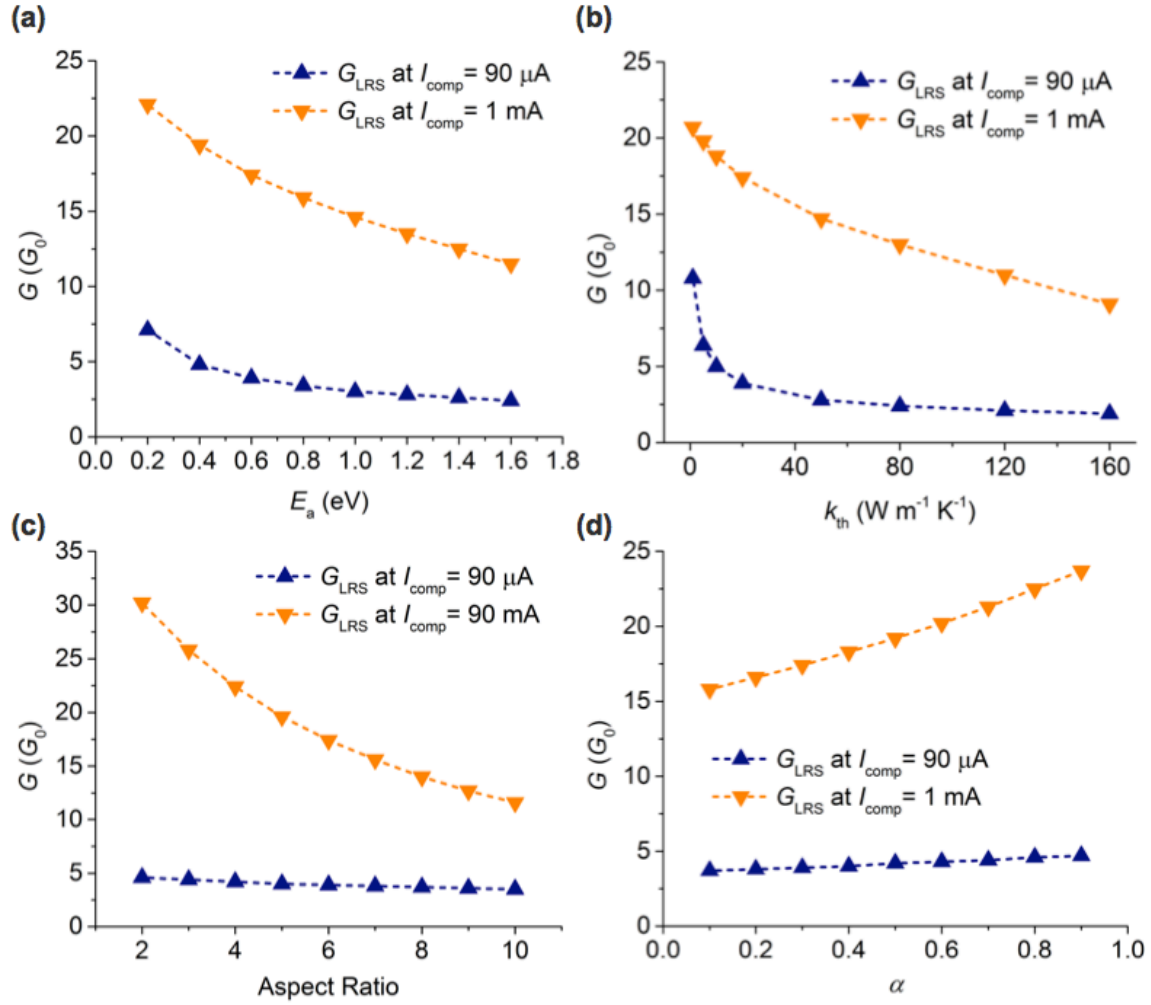 (a)
25
20
15
10
5
0
G (G₀)
0.0 0.2 0.4 0.6 0.8 1.0 1.2 1.4 1.6 1.8
Eₐ (eV)
G_LRS at I_comp = 90 μA
G_LRS at I_comp = 1 mA
(b)
25
20
15
10
5
0
G (G₀)
0 40 80 120 160
k_th (W m⁻¹ K⁻¹)
G_LRS at I_comp = 90 μA
G_LRS at I_comp = 1 mA
(c)
35
30
25
20
15
10
5
0
G (G₀)
2 4 6 8 10
Aspect Ratio
G_LRS at I_comp = 90 μA
G_LRS at I_comp = 90 mA
(d)
25
20
15
10
5
0
G (G₀)
0.0 0.2 0.4 0.6 0.8 1.0
α
G_LRS at I_comp = 90 μA
G_LRS at I_comp = 1 mA